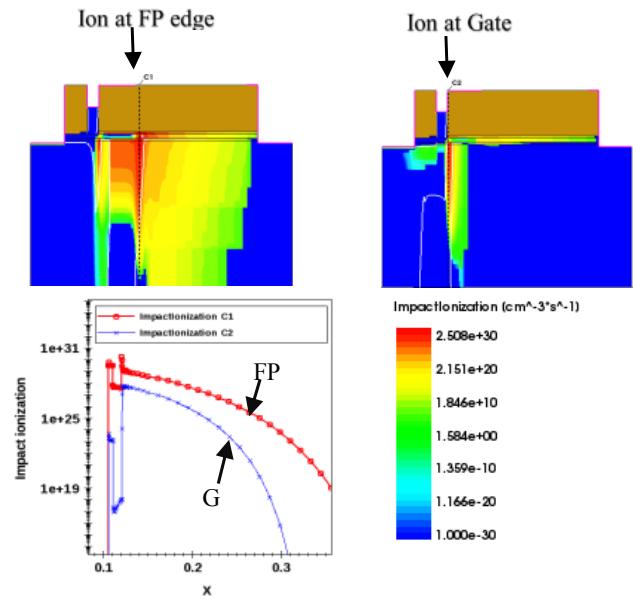 Ion at FP edge
Ion at Gate
C1
C2
ImpactIonization C1
ImpactIonization C2
1e+31
1e+25
1e+19
Impact ionization
FP
G
0.1 0.2 0.3
X
ImpactIonization (cm^-3*s^-1)
2.508e+30
2.151e+20
1.846e+10
1.584e+00
1.359e-10
1.166e-20
1.000e-30